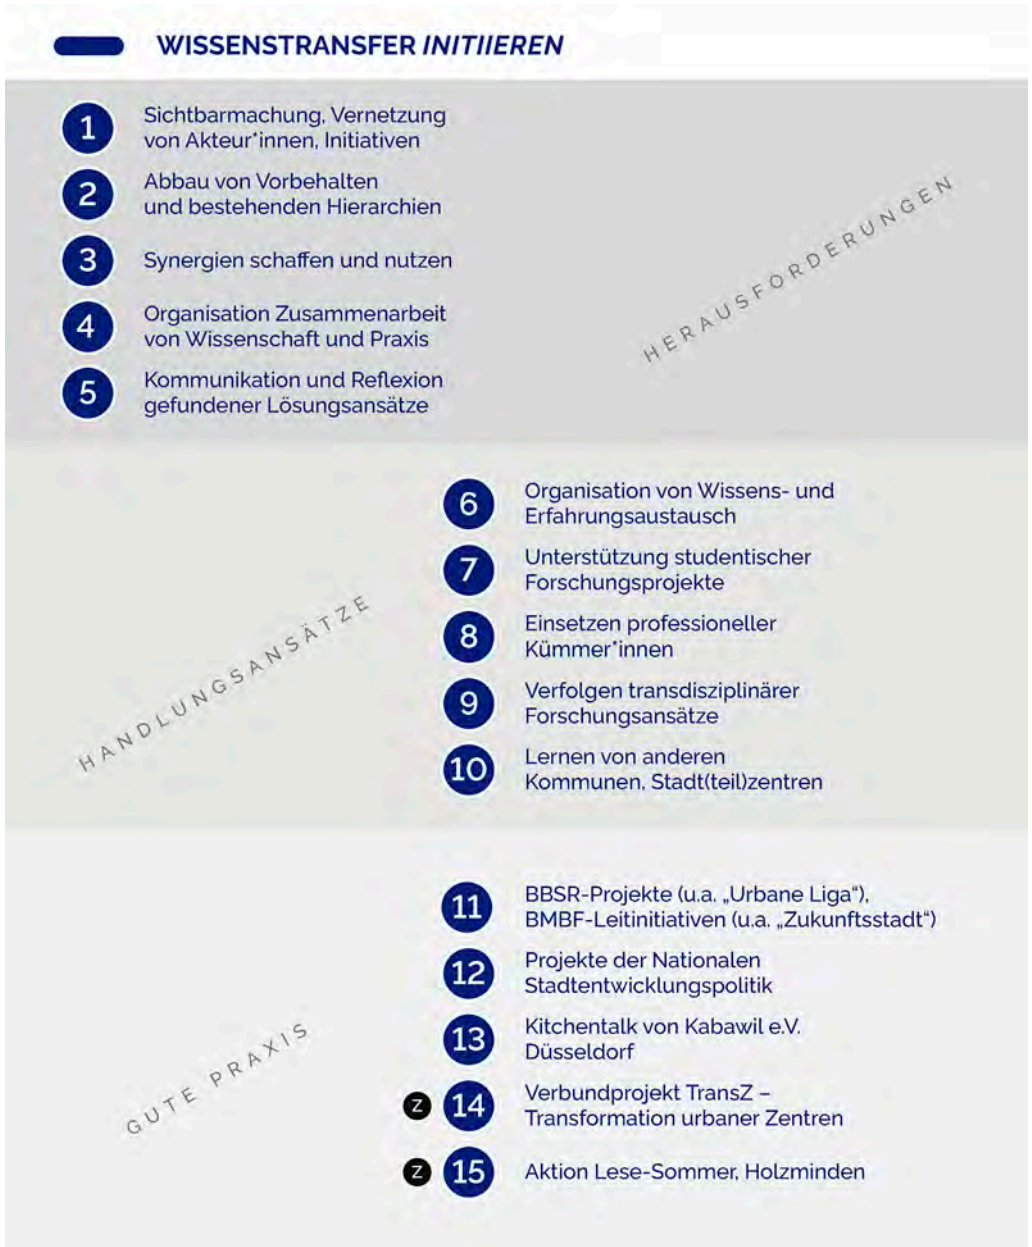 WISSENSTRANSFER INITIIEREN
1
Sichtbarmachung, Vernetzung
von Akteur*innen, Initiativen
2
Abbau von Vorbehalten
und bestehenden Hierarchien
3
Synergien schaffen und nutzen
4
Organisation Zusammenarbeit
von Wissenschaft und Praxis
5
Kommunikation und Reflexion
gefundener Lösungsansätze
HERAUSFORDERUNGEN
6
Organisation von Wissens- und
Erfahrungsaustausch
7
Unterstützung studentischer
Forschungsprojekte
8
Einsetzen professioneller
Kümmer*innen
9
Verfolgen transdisziplinärer
Forschungsansätze
10
Lernen von anderen
Kommunen, Stadt(teil)zentren
HANDLUNGSANSÄTZE
11
BBSR-Projekte (u.a. „Urbane Liga“),
BMBF-Leitinitiativen (u.a. „Zukunftsstadt“)
12
Projekte der Nationalen
Stadtentwicklungspolitik
13
Kitchentalk von Kabawil e.V.
Düsseldorf
Z 14
Verbundprojekt TransZ –
Transformation urbaner Zentren
Z 15
Aktion Lese-Sommer, Holzminden
GUTE PRAXIS